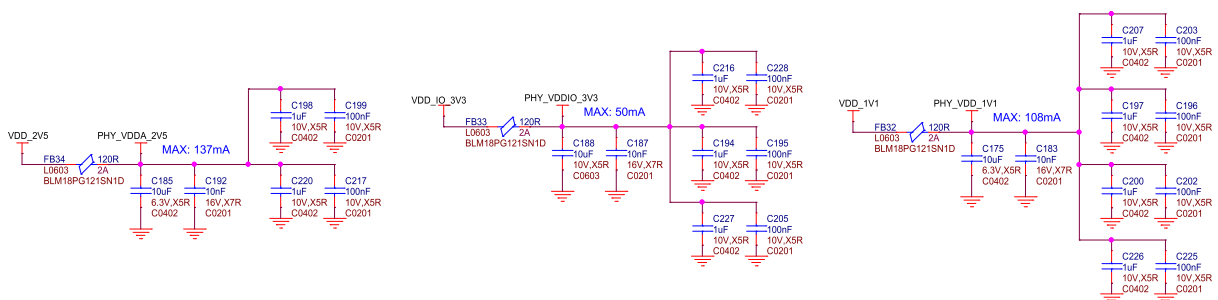 VDD_2V5
FB34
L0603
BLM18PG121SN1D
120R
2A
PHY_VDDA_2V5
MAX: 137mA
C185
10uF
6.3V,X5R
C0402
C192
10nF
16V,X7R
C0201
C198
1uF
10V,X5R
C0402
C199
100nF
10V,X5R
C0201
C220
1uF
10V,X5R
C0402
C217
100nF
10V,X5R
C0201
VDD_IO_3V3
FB33
L0603
BLM18PG121SN1D
120R
2A
PHY_VDDIO_3V3
MAX: 50mA
C188
10uF
10V,X5R
C0603
C187
10nF
16V,X7R
C0201
C216
1uF
10V,X5R
C0402
C228
100nF
10V,X5R
C0201
C194
1uF
10V,X5R
C0402
C195
100nF
10V,X5R
C0201
C227
1uF
10V,X5R
C0402
C205
100nF
10V,X5R
C0201
VDD_1V1
FB32
L0603
BLM18PG121SN1D
120R
2A
PHY_VDD_1V1
MAX: 108mA
C175
10uF
6.3V,X5R
C0402
C183
10nF
16V,X7R
C0201
C207
1uF
10V,X5R
C0402
C203
100nF
10V,X5R
C0201
C197
1uF
10V,X5R
C0402
C196
100nF
10V,X5R
C0201
C200
1uF
10V,X5R
C0402
C202
100nF
10V,X5R
C0201
C226
1uF
10V,X5R
C0402
C225
100nF
10V,X5R
C0201